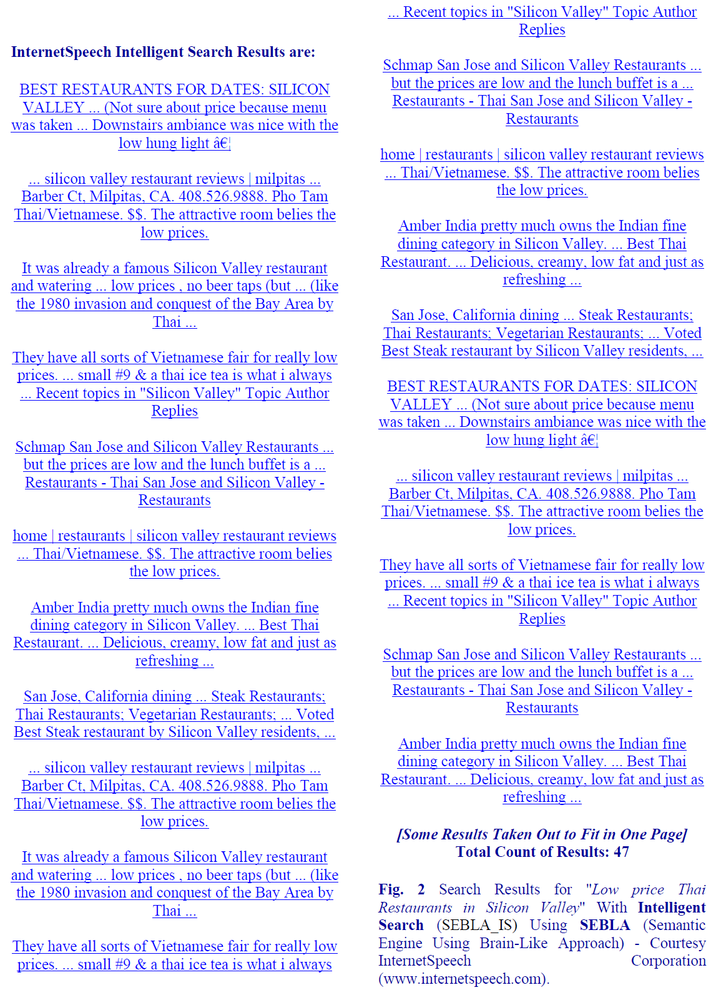 InternetSpeech Intelligent Search Results are:
BEST RESTAURANTS FOR DATES: SILICON
VALLEY ... (Not sure about price because menu
was taken ... Downstairs ambiance was nice with the
low hung light â€¦
... silicon valley restaurant reviews | milpitas ...
Barber Ct, Milpitas, CA. 408.526.9888. Pho Tam
Thai/Vietnamese. $$. The attractive room belies the
low prices.
It was already a famous Silicon Valley restaurant
and watering ... low prices , no beer taps (but ... (like
the 1980 invasion and conquest of the Bay Area by
Thai ...
They have all sorts of Vietnamese fair for really low
prices. ... small #9 & a thai ice tea is what i always
... Recent topics in "Silicon Valley" Topic Author
Replies
Schmap San Jose and Silicon Valley Restaurants ...
but the prices are low and the lunch buffet is a ...
Restaurants - Thai San Jose and Silicon Valley -
Restaurants
home | restaurants | silicon valley restaurant reviews
... Thai/Vietnamese. $$. The attractive room belies
the low prices.
Amber India pretty much owns the Indian fine
dining category in Silicon Valley. ... Best Thai
Restaurant. ... Delicious, creamy, low fat and just as
refreshing ...
San Jose, California dining ... Steak Restaurants;
Thai Restaurants; Vegetarian Restaurants; ... Voted
Best Steak restaurant by Silicon Valley residents, ...
... silicon valley restaurant reviews | milpitas ...
Barber Ct, Milpitas, CA. 408.526.9888. Pho Tam
Thai/Vietnamese. $$. The attractive room belies the
low prices.
It was already a famous Silicon Valley restaurant
and watering ... low prices , no beer taps (but ... (like
the 1980 invasion and conquest of the Bay Area by
Thai ...
They have all sorts of Vietnamese fair for really low
prices. ... small #9 & a thai ice tea is what i always
... Recent topics in "Silicon Valley" Topic Author
Replies
Schmap San Jose and Silicon Valley Restaurants ...
but the prices are low and the lunch buffet is a ...
Restaurants - Thai San Jose and Silicon Valley -
Restaurants
home | restaurants | silicon valley restaurant reviews
... Thai/Vietnamese. $$. The attractive room belies
the low prices.
Amber India pretty much owns the Indian fine
dining category in Silicon Valley. ... Best Thai
Restaurant. ... Delicious, creamy, low fat and just as
refreshing ...
San Jose, California dining ... Steak Restaurants;
Thai Restaurants; Vegetarian Restaurants; ... Voted
Best Steak restaurant by Silicon Valley residents, ...
BEST RESTAURANTS FOR DATES: SILICON
VALLEY ... (Not sure about price because menu
was taken ... Downstairs ambiance was nice with the
low hung light â€¦
... silicon valley restaurant reviews | milpitas ...
Barber Ct, Milpitas, CA. 408.526.9888. Pho Tam
Thai/Vietnamese. $$. The attractive room belies the
low prices.
They have all sorts of Vietnamese fair for really low
prices. ... small #9 & a thai ice tea is what i always
... Recent topics in "Silicon Valley" Topic Author
Replies
Schmap San Jose and Silicon Valley Restaurants ...
but the prices are low and the lunch buffet is a ...
Restaurants - Thai San Jose and Silicon Valley -
Restaurants
Amber India pretty much owns the Indian fine
dining category in Silicon Valley. ... Best Thai
Restaurant. ... Delicious, creamy, low fat and just as
refreshing ...
[Some Results Taken Out to Fit in One Page]
Total Count of Results: 47
Fig. 2 Search Results for "Low price Thai
Restaurants in Silicon Valley" With Intelligent
Search (SEBLA_IS) Using SEBLA (Semantic
Engine Using Brain-Like Approach) - Courtesy
InternetSpeech Corporation
(www.internetspeech.com).